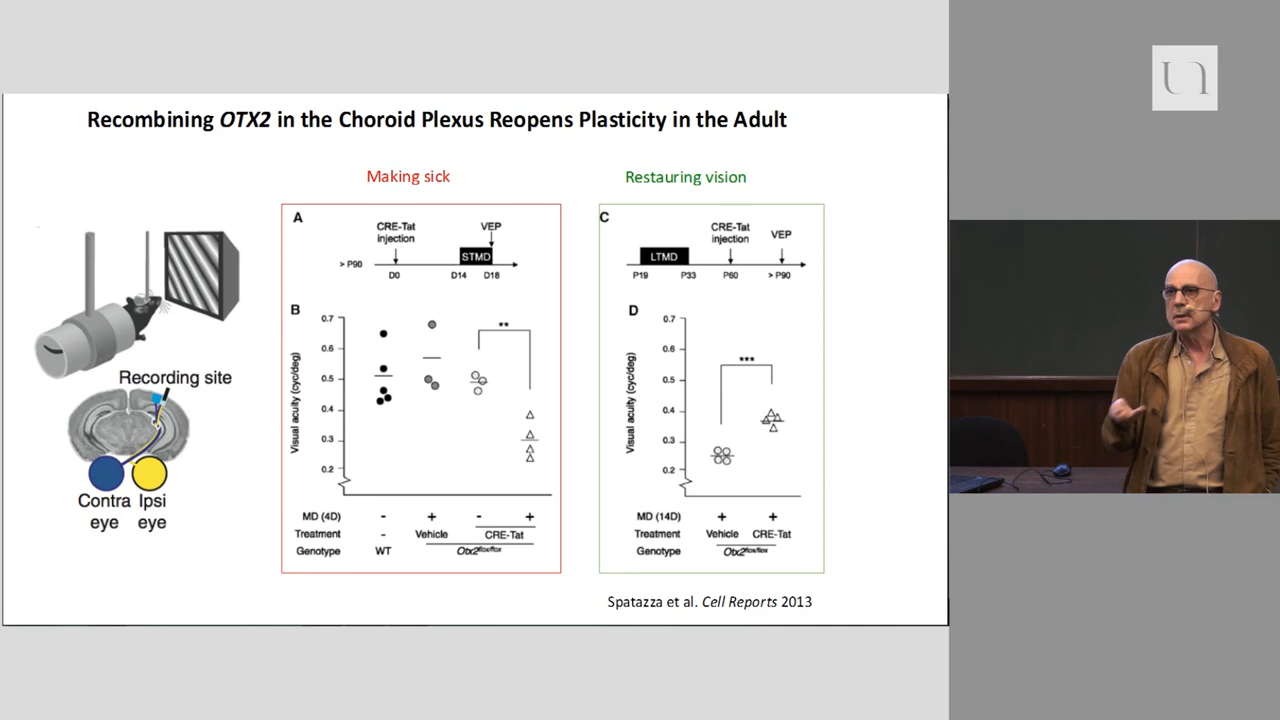 Recombining OTX2 in the Choroid Plexus Reopens Plasticity in the Adult
Making sick
Restauring vision
Recording site
Contra
eye
Ipsi
eye
A
CRE-Tat
injection
VEP
STMD
> P90
D0
D14
D18
B
0.7
0.6
0.5
0.4
0.3
0.2
Visual acuity (cyc/deg)
**
MD (4D) - + - +
Treatment - Vehicle CRE-Tat
Genotype WT Otx2flox/flox
C
CRE-Tat
injection
VEP
LTMD
P19
P33
P60
> P90
D
0.7
0.6
0.5
0.4
0.3
0.2
Visual acuity (cyc/deg)
***
MD (14D) + +
Treatment Vehicle CRE-Tat
Genotype Otx2flox/flox
Spatazza et al. Cell Reports 2013